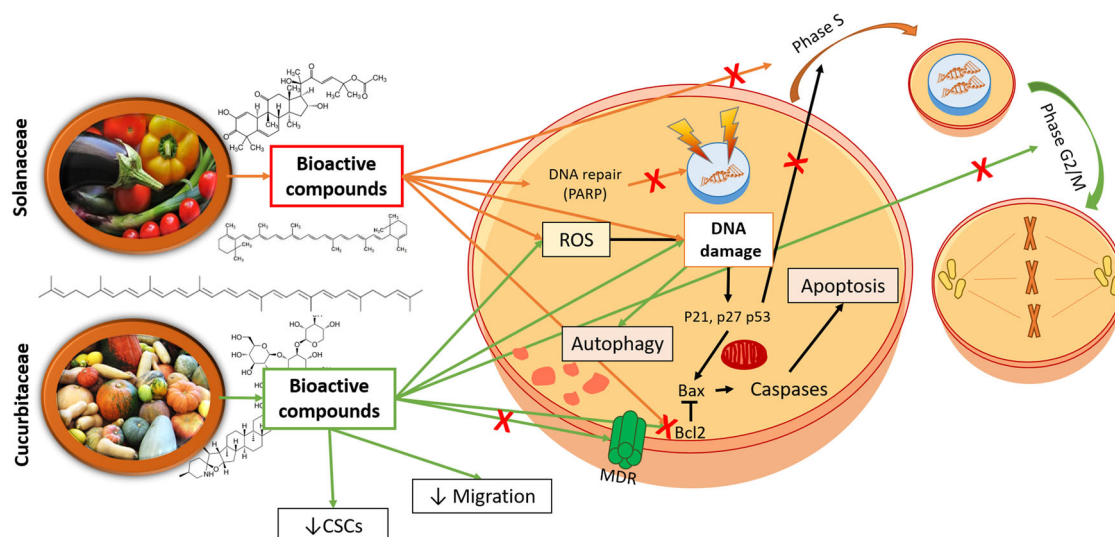 Solanaceae
Bioactive
compounds
Cucurbitaceae
Bioactive
compounds
↓ Migration
↓CSCs
DNA repair
(PARP)
ROS
DNA
damage
Autophagy
P21, p27 p53
Apoptosis
Bax
Caspases
Bcl2
MDR
Phase S
Phase G2/M